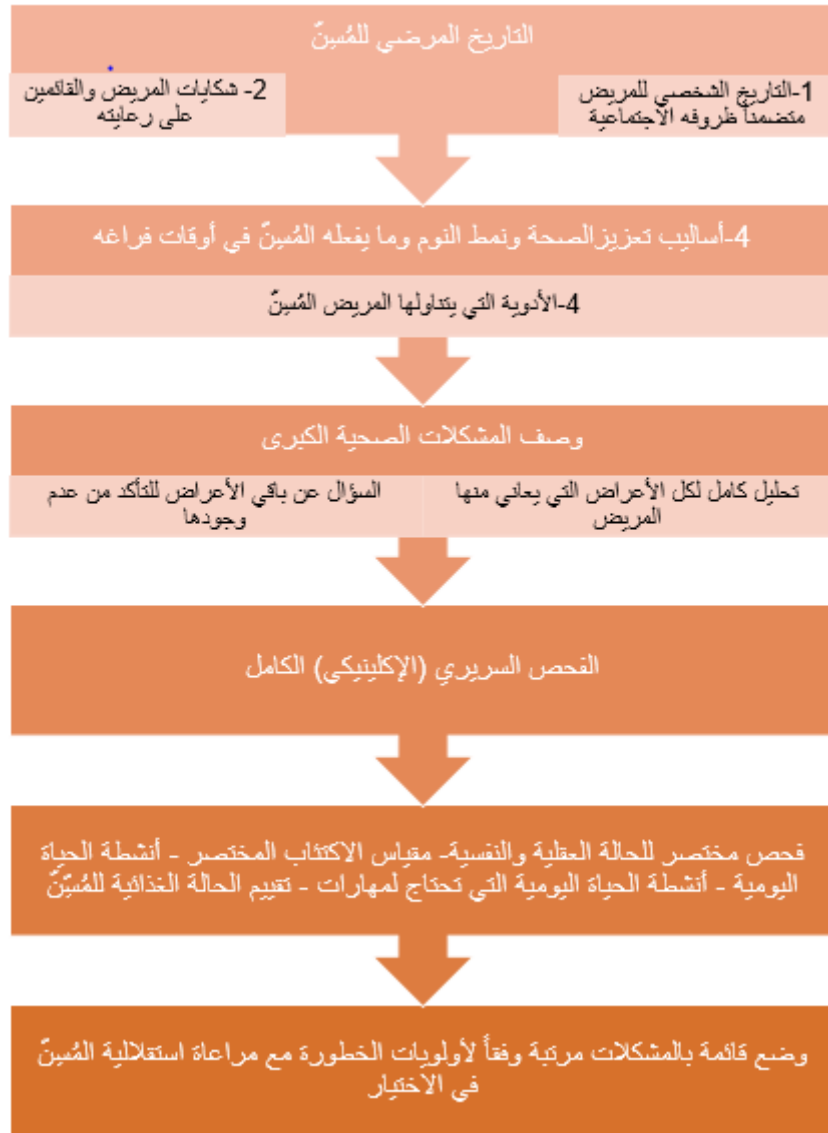 التاريخ المرضي للمُسِنّ
1-التاريخ الشخصي للمريض
متضمناً ظروفه الاجتماعية
2- شكايات المريض والقائمين
على رعايته
4-أساليب تعزيزالصحة ونمط النوم وما يفعله المُسِنّ في أوقات فراغه
4-الأدوية التي يتناولها المريض المُسِنّ
وصف المشكلات الصحية الكبرى
تحليل كامل لكل الأعراض التي يعاني منها
المريض
السؤال عن باقي الأعراض للتأكد من عدم
وجودها
الفحص السريري (الإكلينيكي) الكامل
فحص مختصر للحالة العقلية والنفسية- مقياس الاكتئاب المختصر - أنشطة الحياة
اليومية - أنشطة الحياة اليومية التي تحتاج لمهارات - تقييم الحالة الغذائية للمُسِّنّ
وضع قائمة بالمشكلات مرتبة وفقاً لأولويات الخطورة مع مراعاة استقلالية المُسِنّ
في الاختيار